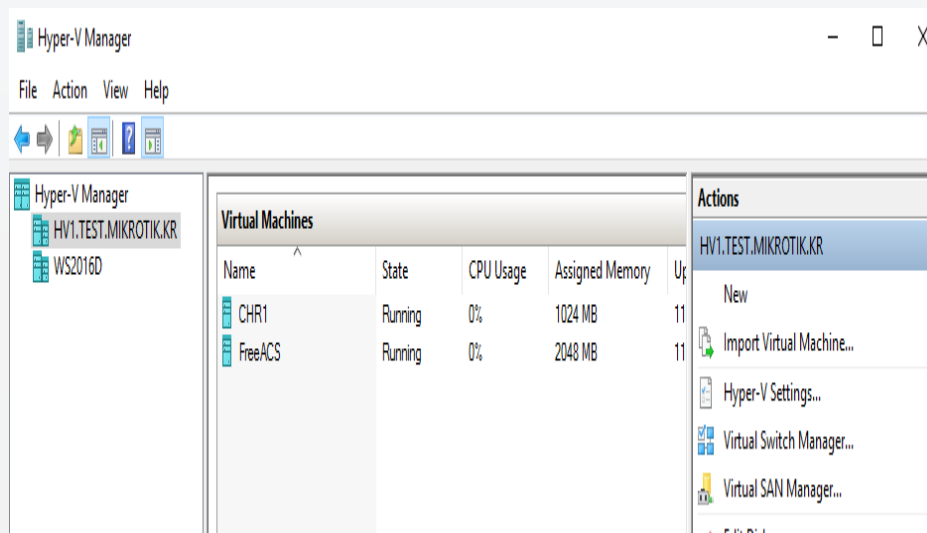 Hyper-V Manager
File Action View Help
Hyper-V Manager
HV1.TEST.MIKROTIK.KR
WS2016D
Virtual Machines
Name State CPU Usage Assigned Memory
CHR1 Running 0% 1024 MB 11
FreeACS Running 0% 2048 MB 11
Actions
HV1.TEST.MIKROTIK.KR
New
Import Virtual Machine...
Hyper-V Settings...
Virtual Switch Manager...
Virtual SAN Manager...